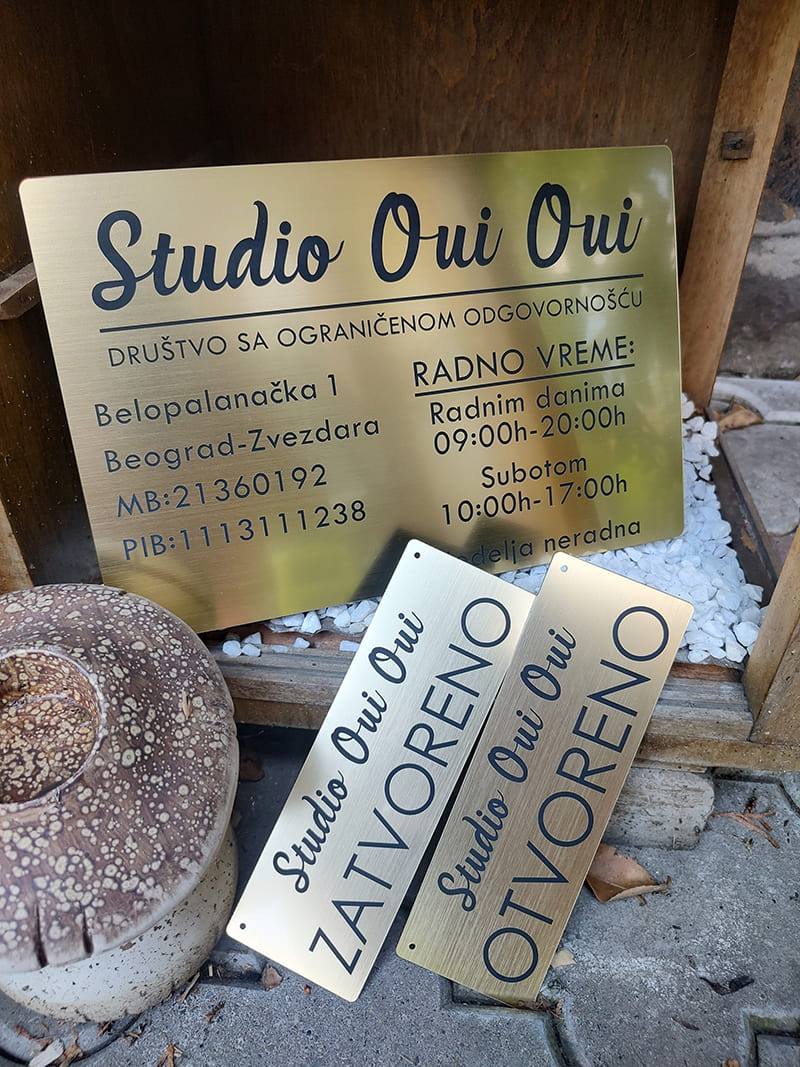 Studio Oui Oui
DRUŠTVO SA OGRANIČENOM ODGOVORNOŠĆU
Belopalanačka 1
Beograd-Zvezdara
MB:21360192
PIB:1113111238
RADNO VREME:
Radnim danima
09:00h-20:00h
Subotom
10:00h-17:00h
neradna
Studio Oui Oui
ZATVORENO
Studio Oui Oui
OTVORENO